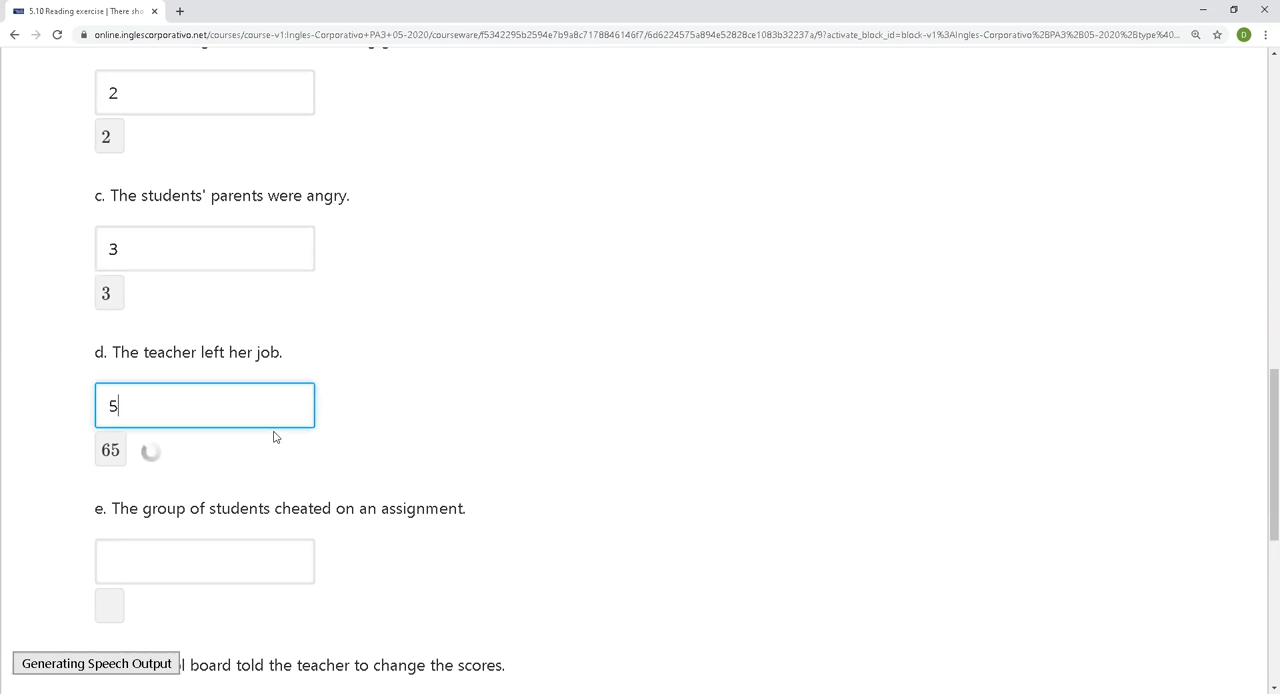 5.10 Reading exercise | There sho
online.inglescorporativo.net/courses/course-v1:Ingles-Corporativo+PA3+05-2020/courseware/f5342295b2594e7b9a8c7178846146f7/6d6224575a894e52828ce1083b32237a/9?activate_block_id=block-v1%3AIngles-Corporativo%2BPA3%2B05-2020%2Btype%40...
D
2
2
c. The students' parents were angry.
3
3
d. The teacher left her job.
5
65
e. The group of students cheated on an assignment.
Generating Speech Output l board told the teacher to change the scores.